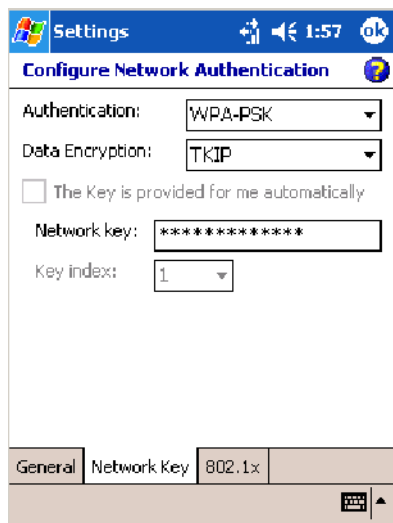 Settings 1:57 ok
Configure Network Authentication ?
Authentication: WPA-PSK
Data Encryption: TKIP
The Key is provided for me automatically
Network key: *************
Key index: 1
General Network Key 802.1x